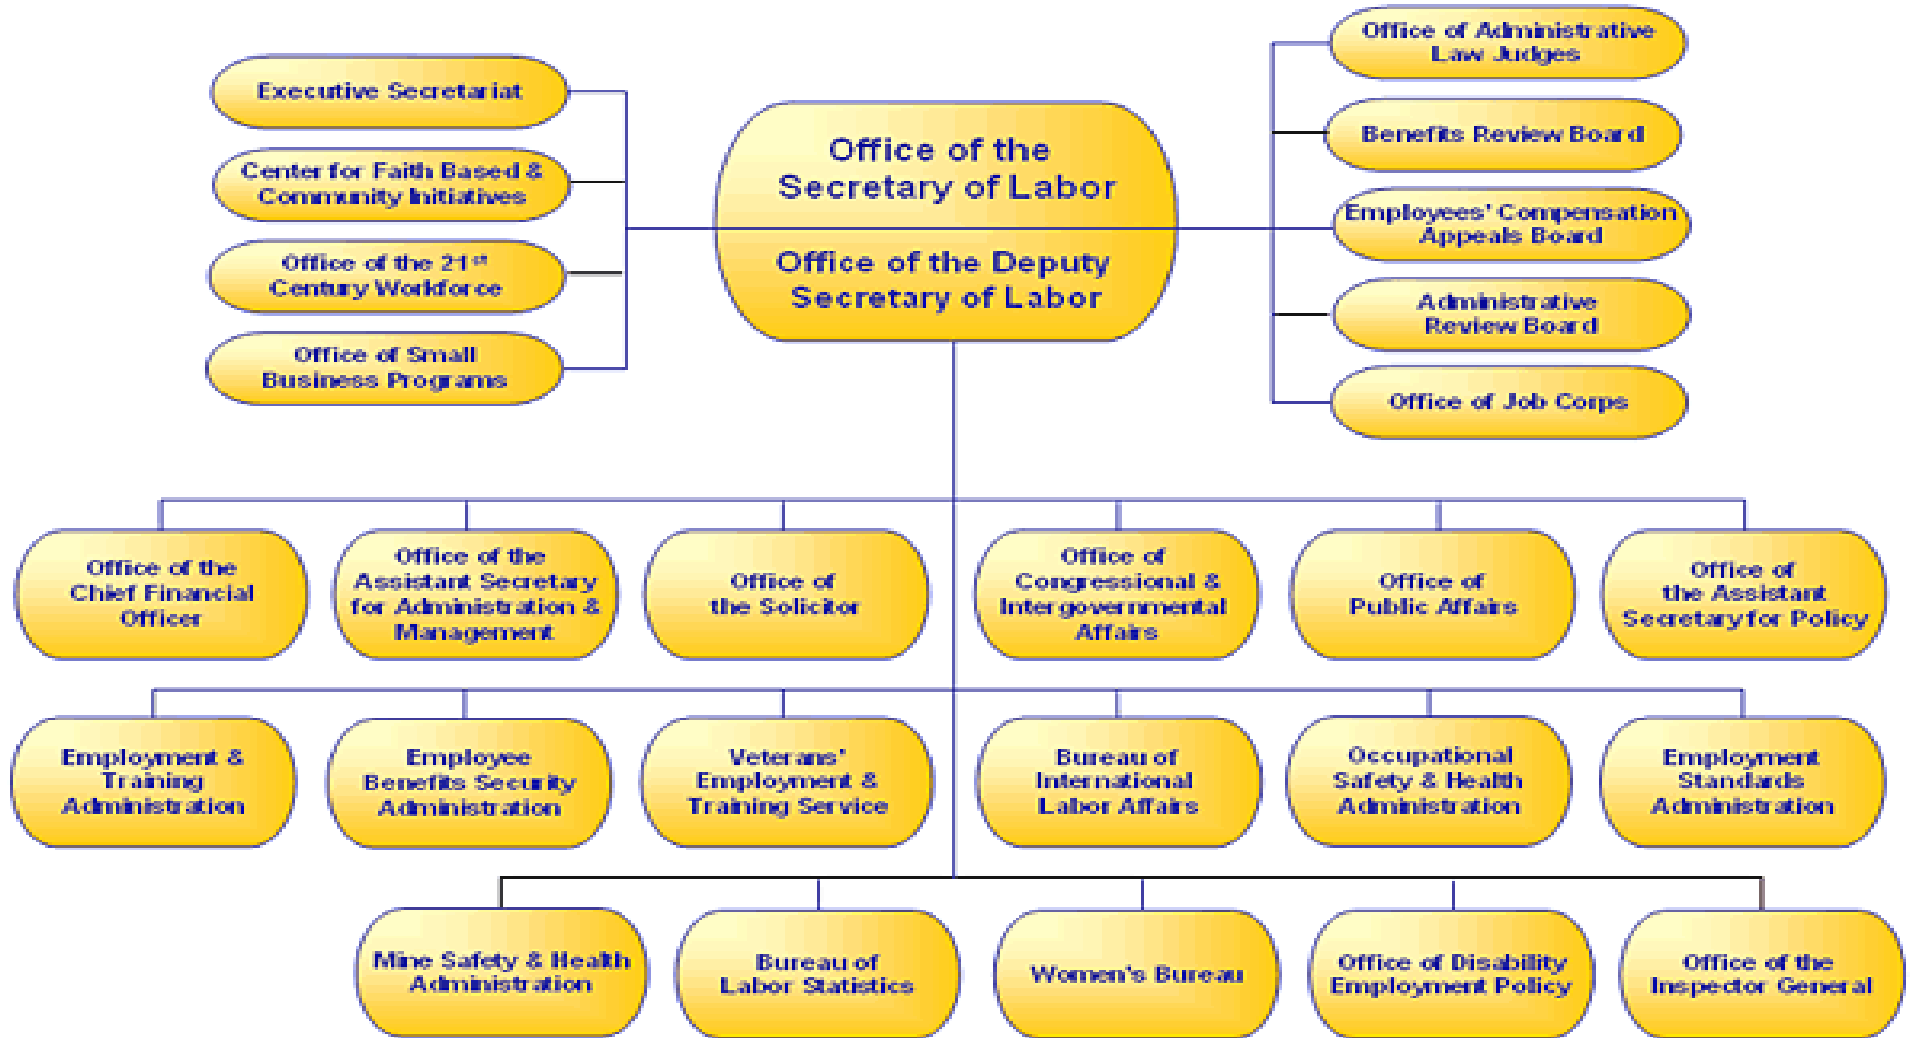 Executive Secretariat
Center for Faith Based &
Community Initiatives
Office of the 21st
Century Workforce
Office of Small
Business Programs
Office of the
Secretary of Labor
Office of the Deputy
Secretary of Labor
Office of Administrative
Law Judges
Benefits Review Board
Employees' Compensation
Appeals Board
Administrative
Review Board
Office of Job Corps
Office of the
Chief Financial
Officer
Office of the
Assistant Secretary
for Administration &
Management
Office of
the Solicitor
Office of
Congressional &
Intergovernmental
Affairs
Office of
Public Affairs
Office of
the Assistant
Secretary for Policy
Employment &
Training
Administration
Employee
Benefits Security
Administration
Veterans'
Employment &
Training Service
Bureau of
International
Labor Affairs
Occupational
Safety & Health
Administration
Employment
Standards
Administration
Mine Safety & Health
Administration
Bureau of
Labor Statistics
Women's Bureau
Office of Disability
Employment Policy
Office of the
Inspector General